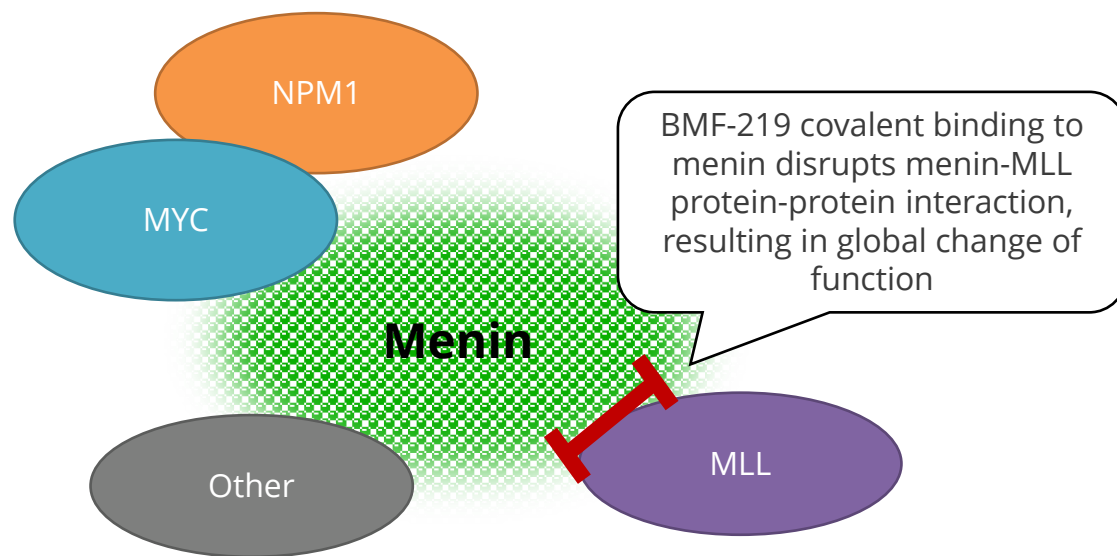 NPM1
MYC
BMF-219 covalent binding to
menin disrupts menin-MLL
protein-protein interaction,
resulting in global change of
function
Menin
MLL
Other